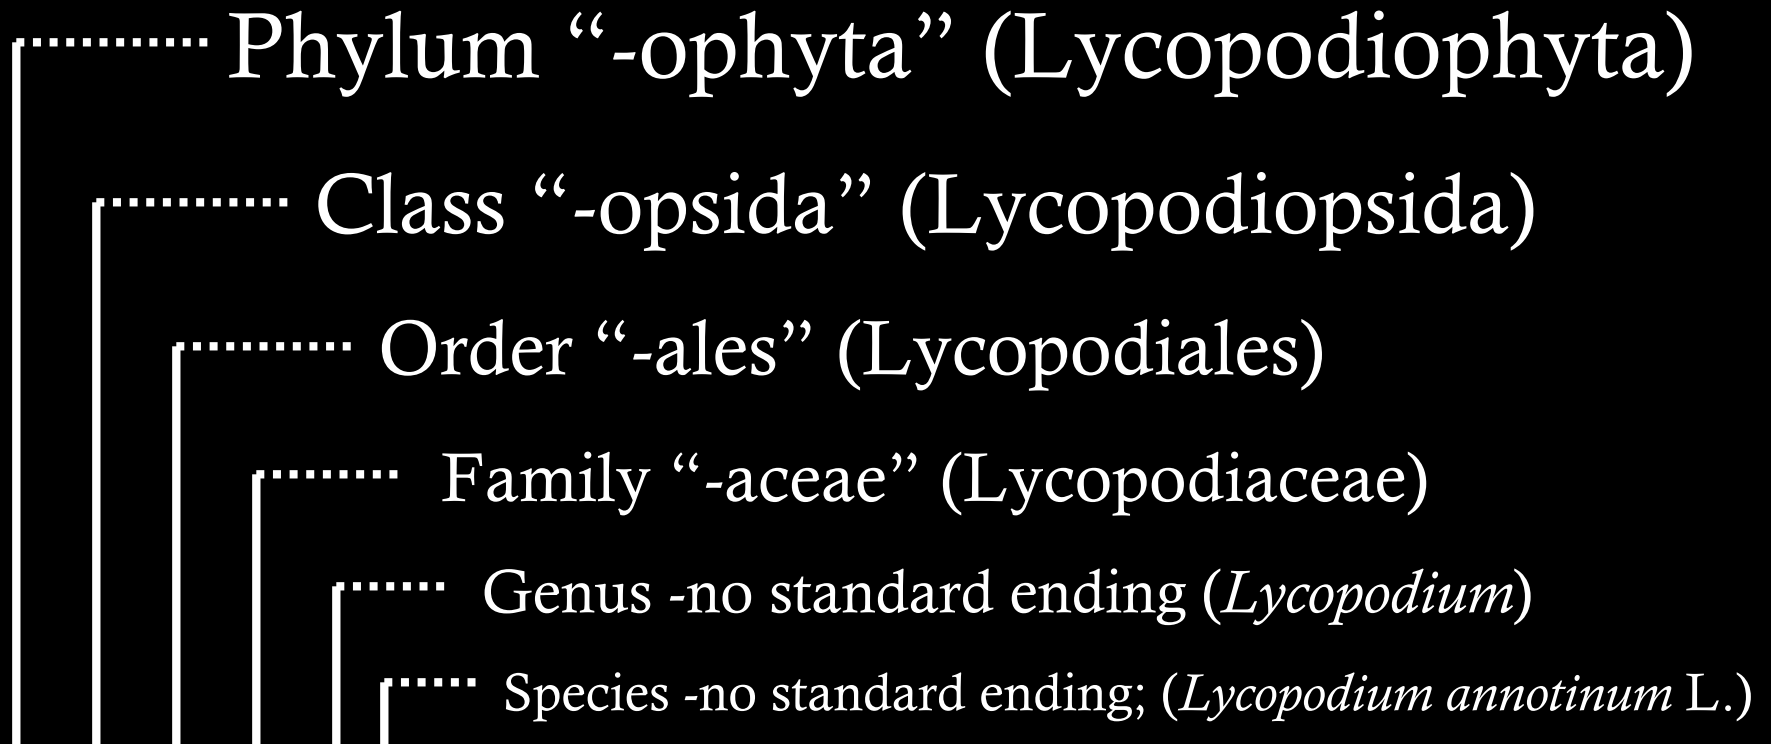 Phylum “-ophyta” (Lycopodiophyta)
Class “-opsida” (Lycopodiopsida)
Order “-ales” (Lycopodiales)
Family “-aceae” (Lycopodiaceae)
Genus -no standard ending (Lycopodium)
Species -no standard ending; (Lycopodium annotinum L.)